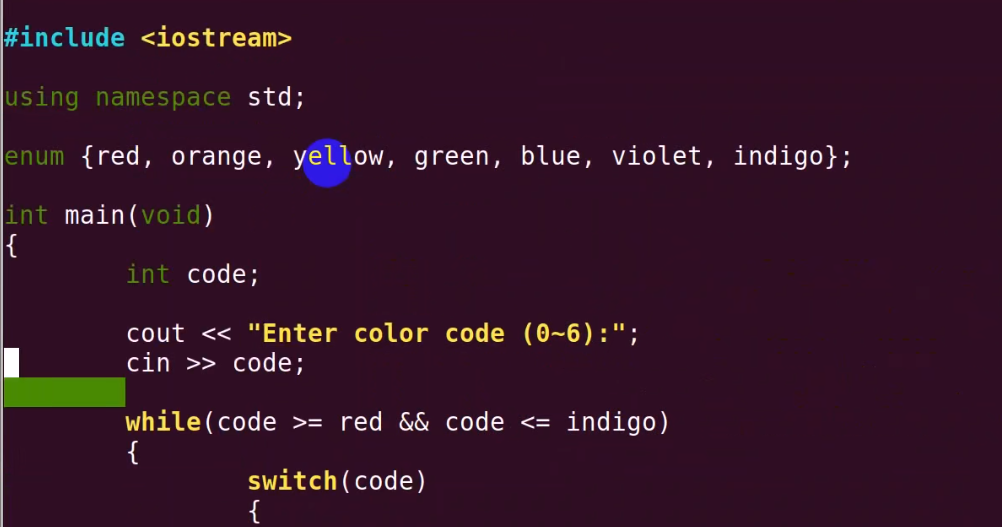 #include <iostream>
using namespace std;
enum {red, orange, yellow, green, blue, violet, indigo};
int main(void)
{
int code;
cout << "Enter color code (0~6):";
cin >> code;
while(code >= red && code <= indigo)
{
switch(code)
{